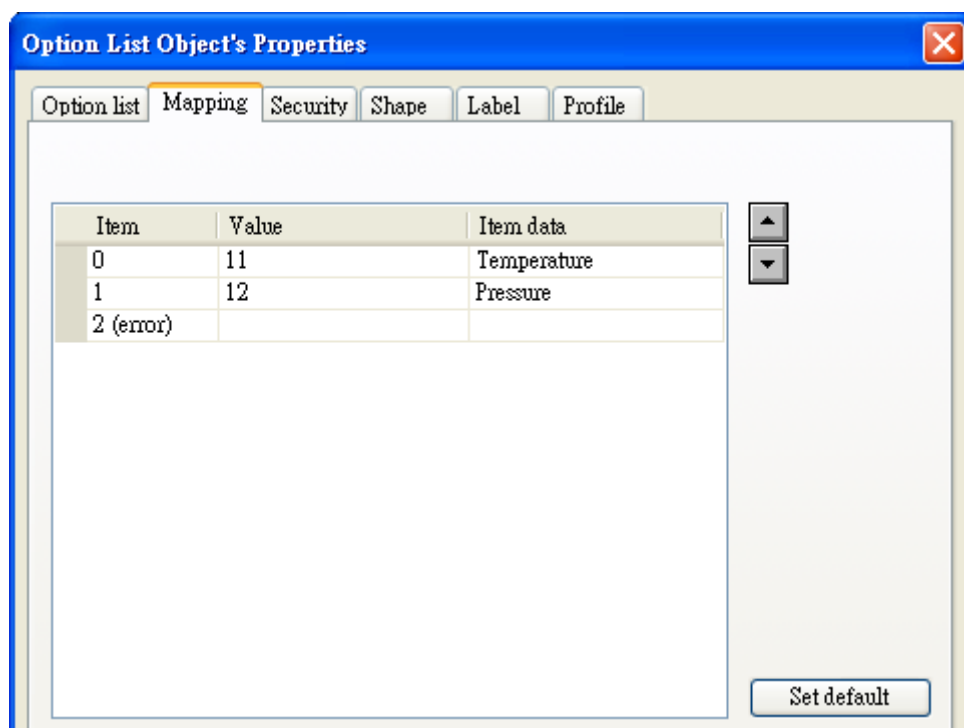 Option List Object's Properties
Option list Mapping Security Shape Label Profile
Item Value Item data
0 11 Temperature
1 12 Pressure
2 (error)
Set default